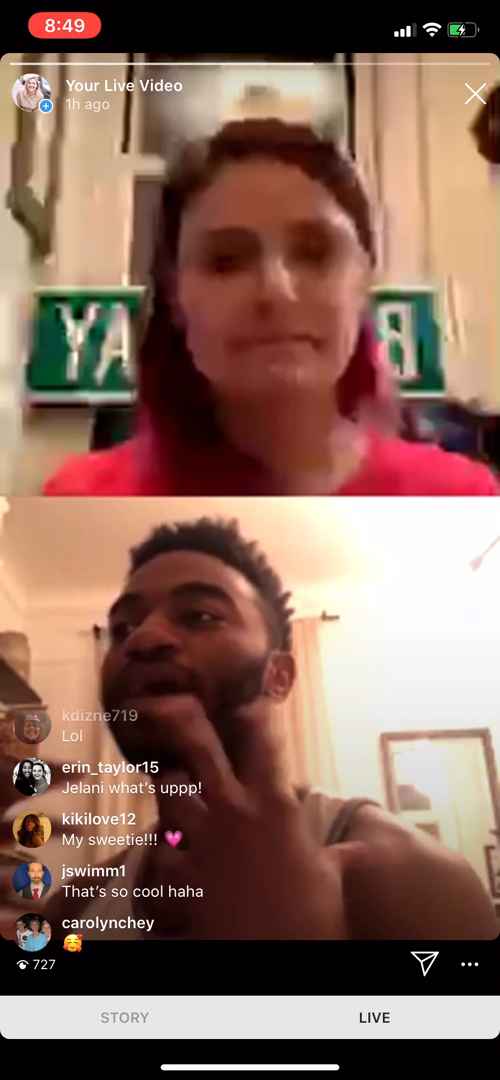 8:49
Your Live Video
1h ago
YA
B
kdizne719
Lol
erin_taylor15
Jelani what's uppp!
kikilove12
My sweetie!!! 💗
jswimm1
That's so cool haha
carolynchey
🥰
727
STORY
LIVE